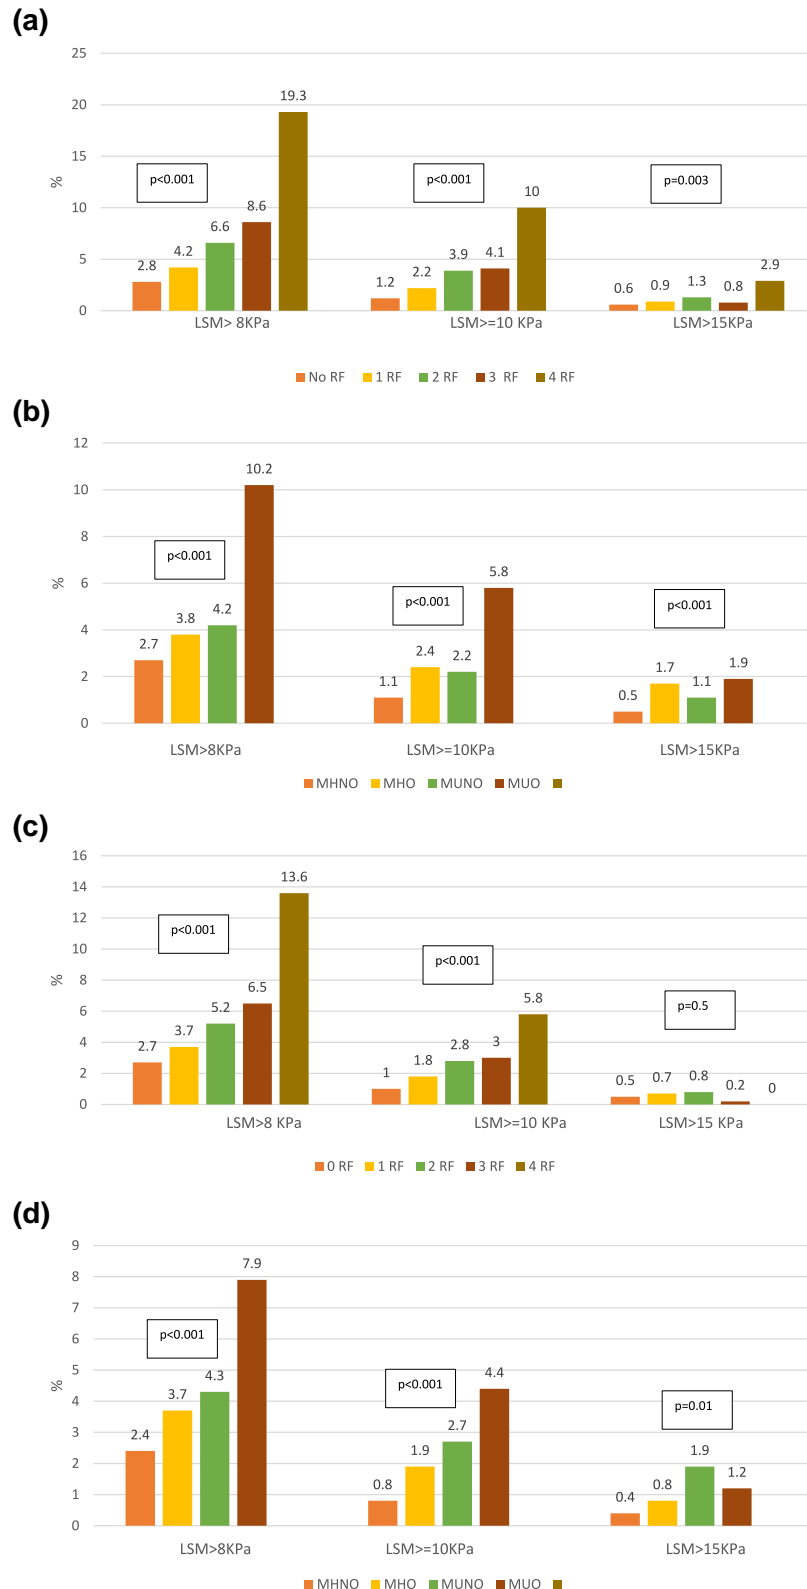 (a)
25
20
15
10
5
0
%
p<0.001
p<0.001
p=0.003
2.8
4.2
6.6
8.6
19.3
1.2
2.2
3.9
4.1
10
0.6
0.9
1.3
0.8
2.9
LSM> 8KPa
LSM>=10 KPa
LSM>15KPa
No RF 1 RF 2 RF 3 RF 4 RF
(b)
12
10
8
6
4
2
0
%
p<0.001
p<0.001
p<0.001
2.7
3.8
4.2
10.2
1.1
2.4
2.2
5.8
0.5
1.7
1.1
1.9
LSM>8KPa
LSM>=10KPa
LSM>15KPa
MHNO MHO MUNO MUO
(c)
16
14
12
10
8
6
4
2
0
%
p<0.001
p<0.001
p=0.5
2.7
3.7
5.2
6.5
13.6
1
1.8
2.8
3
5.8
0.5
0.7
0.8
0.2
0
LSM>8 KPa
LSM>=10 KPa
LSM>15 KPa
0 RF 1 RF 2 RF 3 RF 4 RF
(d)
9
8
7
6
5
4
3
2
1
0
%
p<0.001
p<0.001
p=0.01
2.4
3.7
4.3
7.9
0.8
1.9
2.7
4.4
0.4
0.8
1.9
1.2
LSM>8KPa
LSM>=10KPa
LSM>15KPa
MHNO MHO MUNO MUO